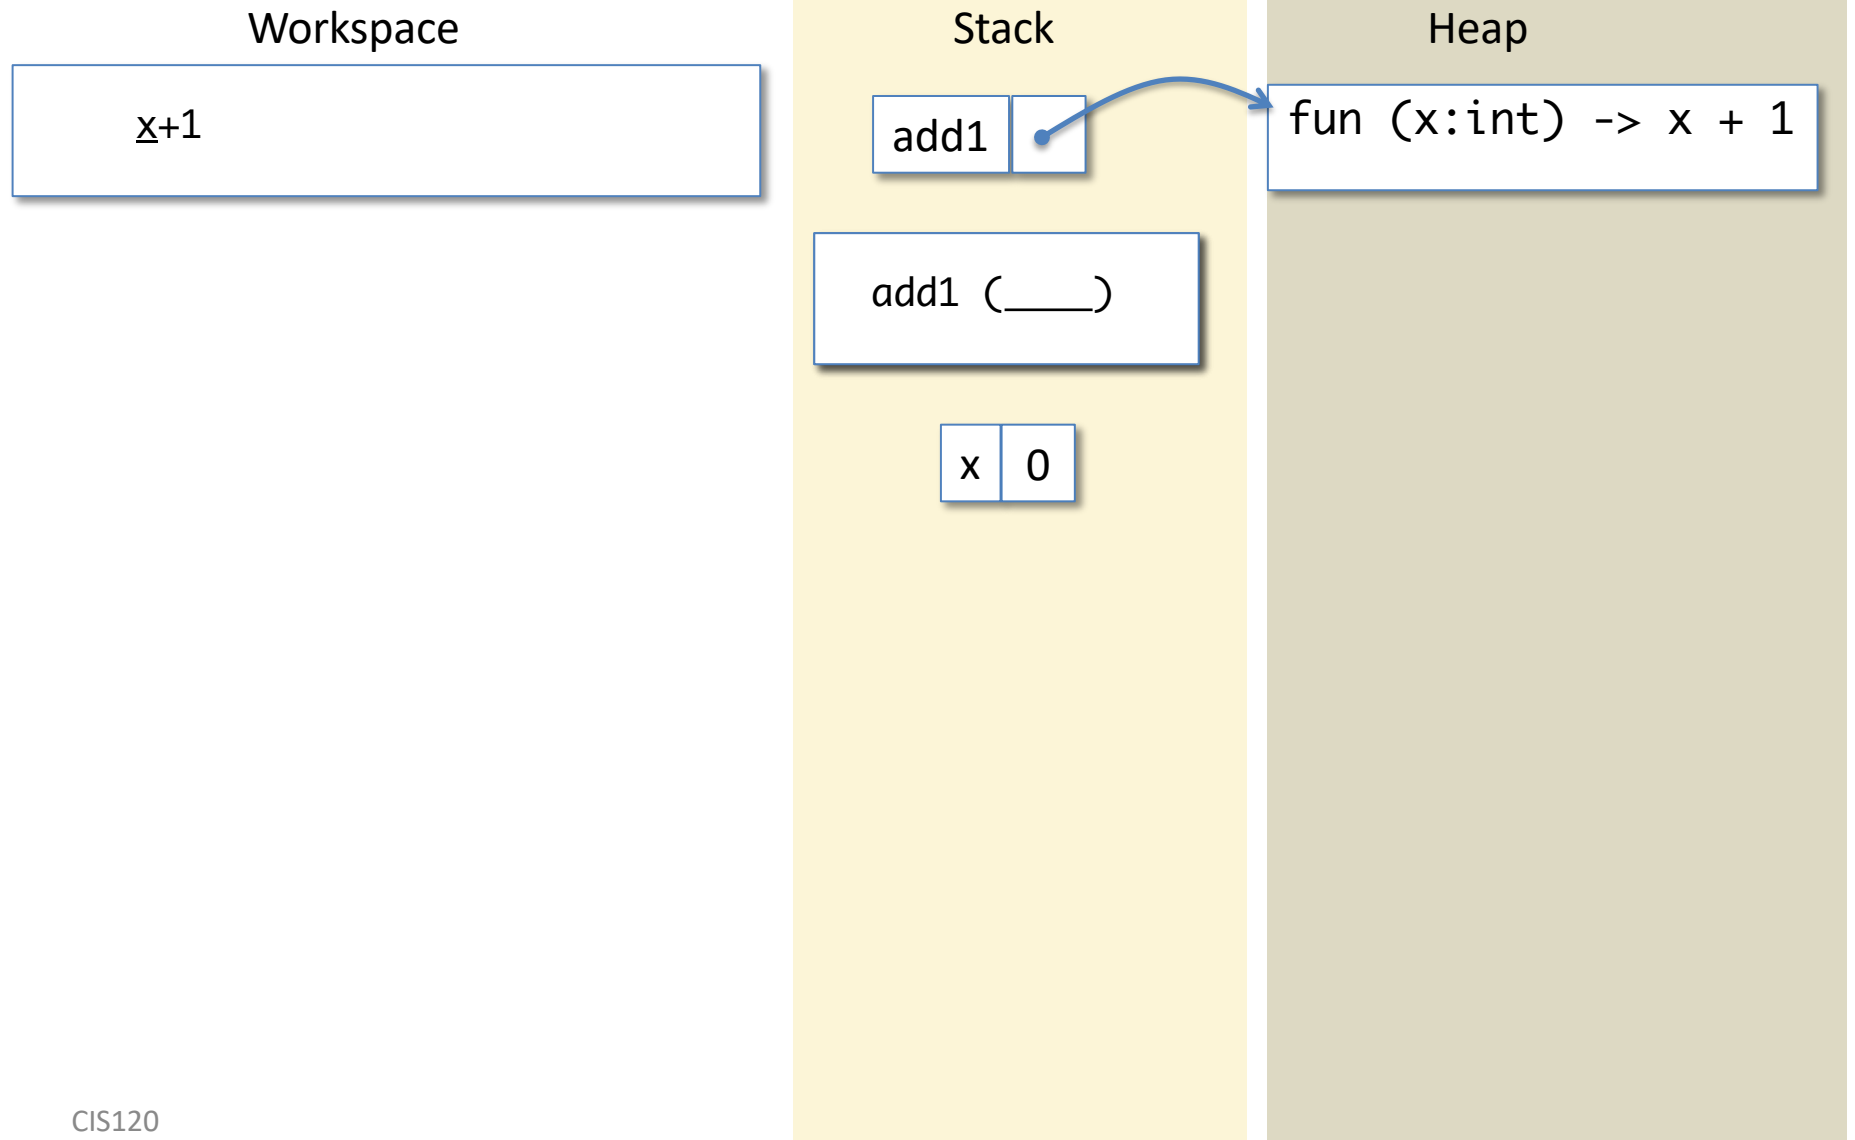 Workspace
Stack
Heap
x+1
add1
fun (x:int) -> x + 1
add1 (____)
x 0
CIS120